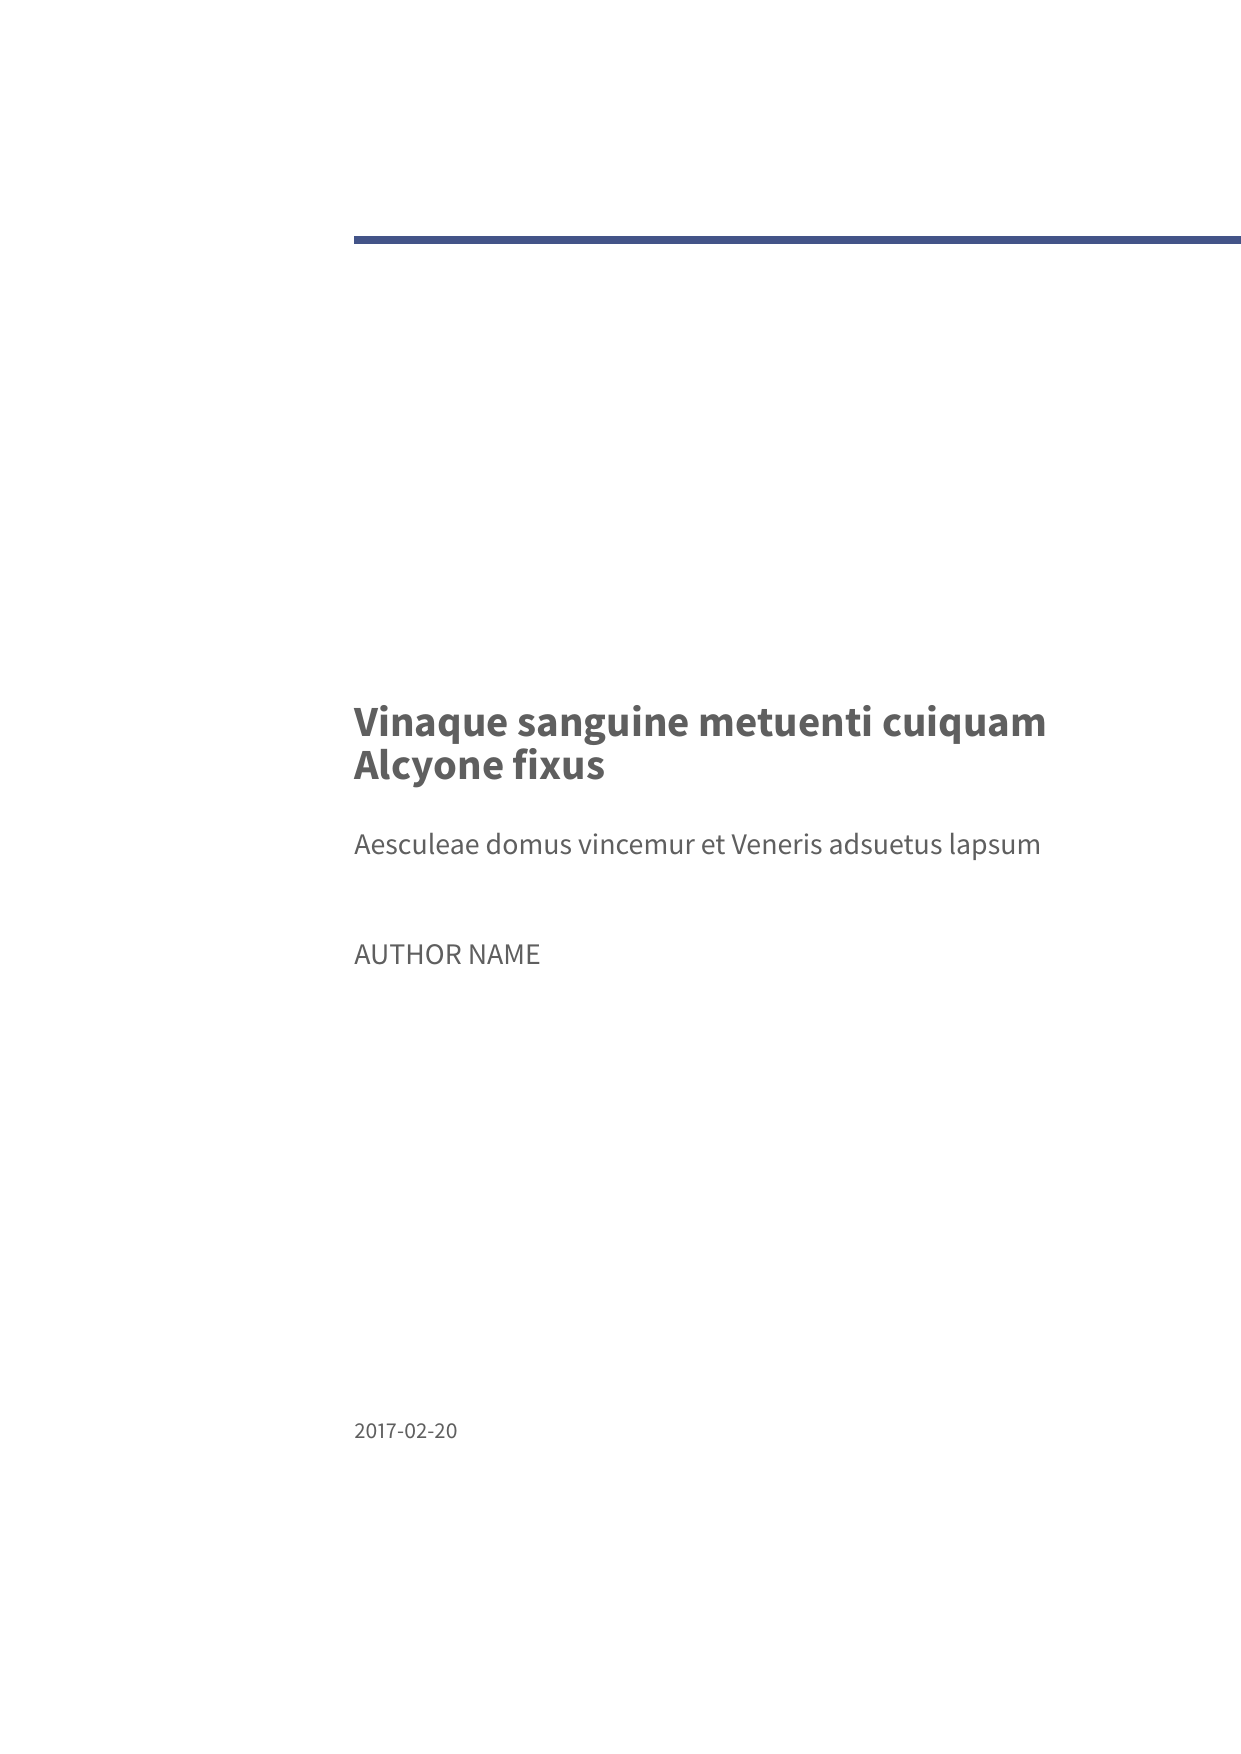 Vinaque sanguine metuenti cuiquam
Alcyone fixus
Aesculeae domus vincemur et Veneris adsuetus lapsum
AUTHOR NAME
2017-02-20